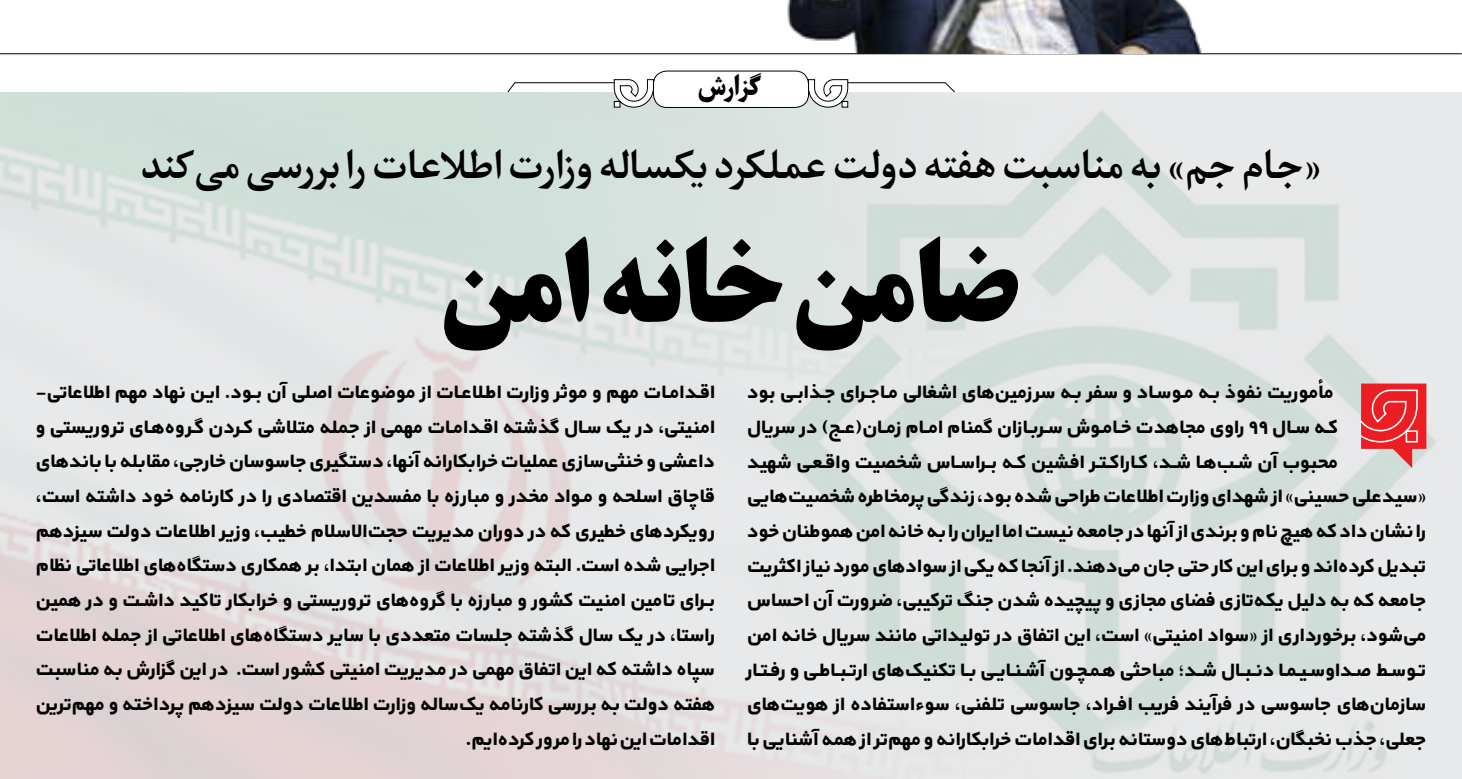 گزارش
«جام جم» به مناسبت هفته دولت عملکرد یکساله وزارت اطلاعات را بررسی می‌کند
ضامن خانه امن
مأموریت نفوذ به موساد و سفر به سرزمین‌های اشغالی ماجرای جذابی بود
که سال ۹۹ راوی مجاهدت خاموش سربازان گمنام امام زمان(عج) در سریال
محبوب آن شب‌ها شد، کاراکتر افشین که براساس شخصیت واقعی شهید
«سیدعلی حسینی» از شهدای وزارت اطلاعات طراحی شده بود، زندگی پرمخاطره شخصیت‌هایی
را نشان داد که هیچ نام و برندی از آنها در جامعه نیست اما ایران را به خانه امن هموطنان خود
تبدیل کرده‌اند و برای این کار حتی جان می‌دهند. از آنجا که یکی از سوادهای مورد نیاز اکثریت
جامعه که به دلیل یکه‌تازی فضای مجازی و پیچیده شدن جنگ ترکیبی، ضرورت آن احساس
می‌شود، برخورداری از «سواد امنیتی» است، این اتفاق در تولیداتی مانند سریال خانه امن
توسط صداوسیما دنبال شد؛ مباحثی همچون آشنایی با تکنیک‌های ارتباطی و رفتار
سازمان‌های جاسوسی در فرآیند فریب افراد، جاسوسی تلفنی، سوءاستفاده از هویت‌های
جعلی، جذب نخبگان، ارتباط‌های دوستانه برای اقدامات خرابکارانه و مهم‌تر از همه آشنایی با
اقدامات مهم و موثر وزارت اطلاعات از موضوعات اصلی آن بود. این نهاد مهم اطلاعاتی-
امنیتی، در یک سال گذشته اقدامات مهمی از جمله متلاشی کردن گروه‌های تروریستی و
داعشی و خنثی‌سازی عملیات خرابکارانه آنها، دستگیری جاسوسان خارجی، مقابله با باندهای
قاچاق اسلحه و مواد مخدر و مبارزه با مفسدین اقتصادی را در کارنامه خود داشته است،
رویکردهای خطیری که در دوران مدیریت حجت‌الاسلام خطیب، وزیر اطلاعات دولت سیزدهم
اجرایی شده است. البته وزیر اطلاعات از همان ابتدا، بر همکاری دستگاه‌های اطلاعاتی نظام
برای تامین امنیت کشور و مبارزه با گروه‌های تروریستی و خرابکار تاکید داشت و در همین
راستا، در یک سال گذشته جلسات متعددی با سایر دستگاه‌های اطلاعاتی از جمله اطلاعات
سپاه داشته که این اتفاق مهمی در مدیریت امنیتی کشور است. در این گزارش به مناسبت
هفته دولت به بررسی کارنامه یک‌ساله وزارت اطلاعات دولت سیزدهم پرداخته و مهم‌ترین
اقدامات این نهاد را مرور کرده‌ایم.
وزارت اطلاعات